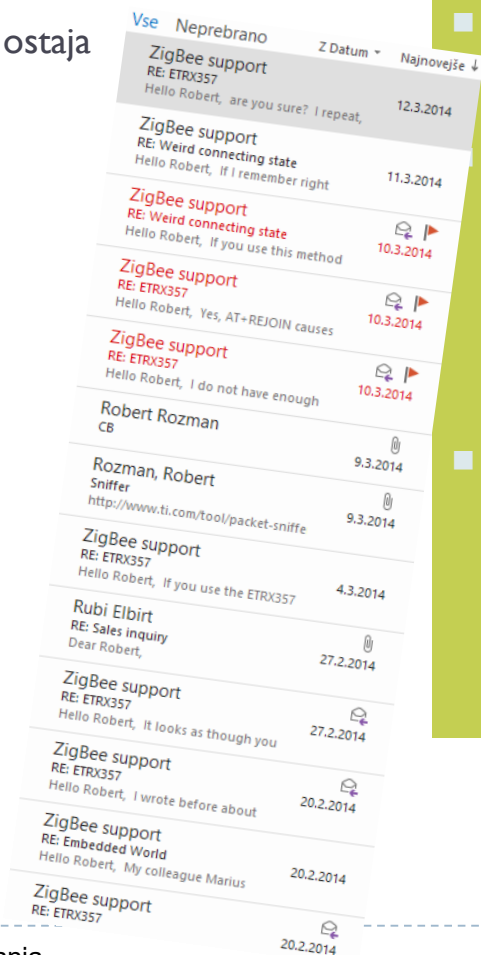 ostaja
Vse Neprebrano Z Datum Najnovejše ↓
ZigBee support
RE: ETRX357
Hello Robert, are you sure? I repeat,
12.3.2014
ZigBee support
RE: Weird connecting state
Hello Robert, If I remember right
11.3.2014
ZigBee support
RE: Weird connecting state
Hello Robert, If you use this method
10.3.2014
ZigBee support
RE: ETRX357
Hello Robert, Yes, AT+REJOIN causes
10.3.2014
ZigBee support
RE: ETRX357
Hello Robert, I do not have enough
10.3.2014
Robert Rozman
CB
9.3.2014
Rozman, Robert
Sniffer
http://www.ti.com/tool/packet-sniffe
9.3.2014
ZigBee support
RE: ETRX357
Hello Robert, If you use the ETRX357
4.3.2014
Rubi Elbirt
RE: Sales inquiry
Dear Robert,
27.2.2014
ZigBee support
RE: ETRX357
Hello Robert, It looks as though you
27.2.2014
ZigBee support
RE: ETRX357
Hello Robert, I wrote before about
20.2.2014
ZigBee support
RE: Embedded World
Hello Robert, My colleague Marius
20.2.2014
ZigBee support
RE: ETRX357
20.2.2014